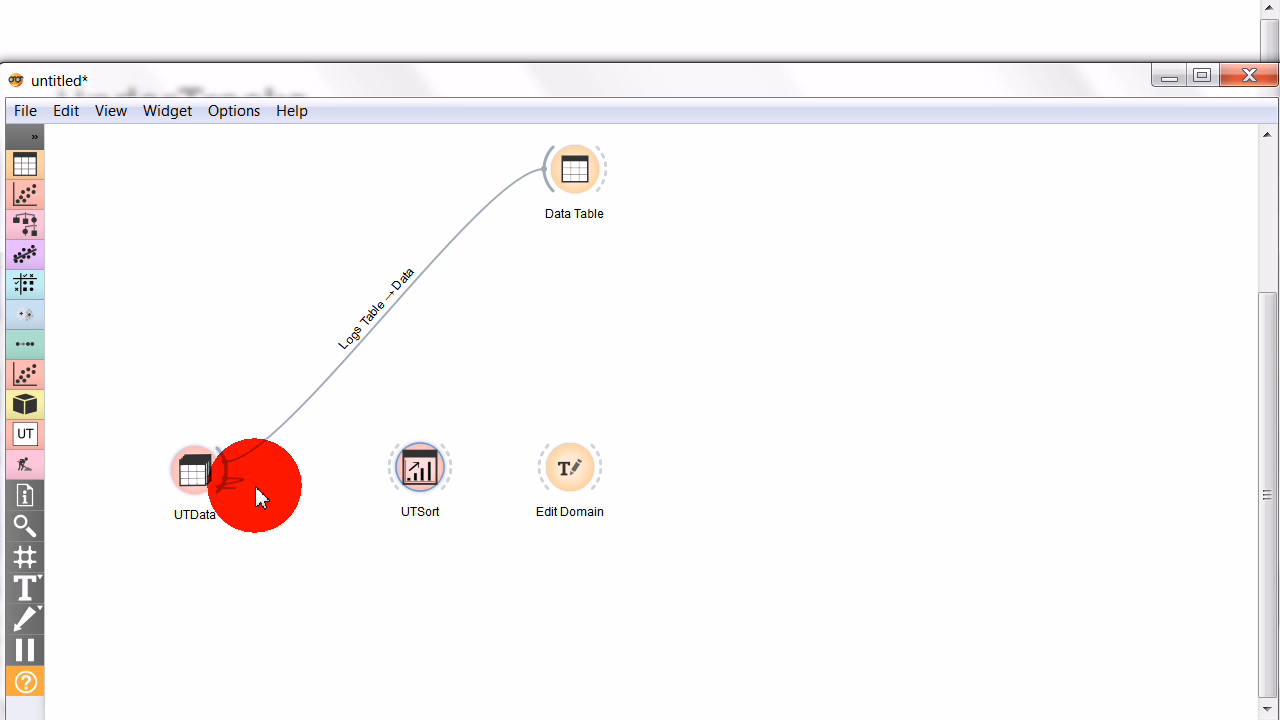 untitled*
File Edit View Widget Options Help
»
Data Table
Logs Table → Data
T
UTData
UTSort
Edit Domain
UT
T
?